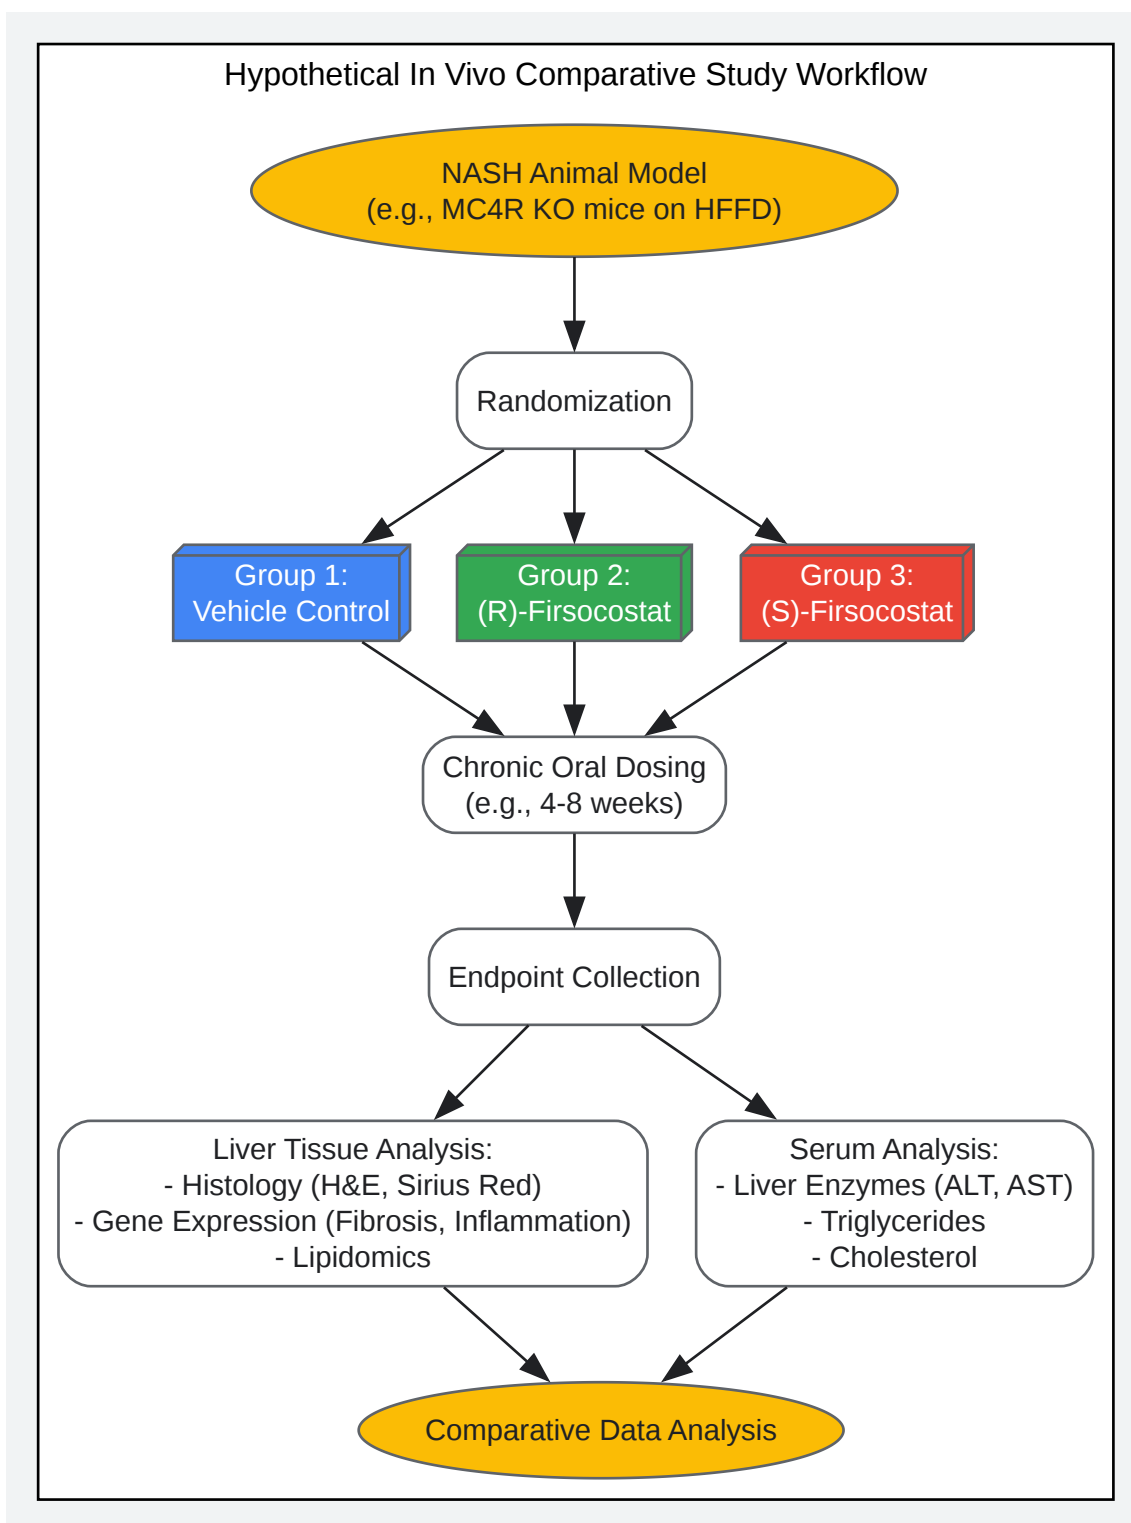 Hypothetical In Vivo Comparative Study Workflow
NASH Animal Model
(e.g., MC4R KO mice on HFFD)
Randomization
Group 1:
Vehicle Control
Group 2:
(R)-Firsocostat
Group 3:
(S)-Firsocostat
Chronic Oral Dosing
(e.g., 4-8 weeks)
Endpoint Collection
Liver Tissue Analysis:
- Histology (H&E, Sirius Red)
- Gene Expression (Fibrosis, Inflammation)
- Lipidomics
Serum Analysis:
- Liver Enzymes (ALT, AST)
- Triglycerides
- Cholesterol
Comparative Data Analysis